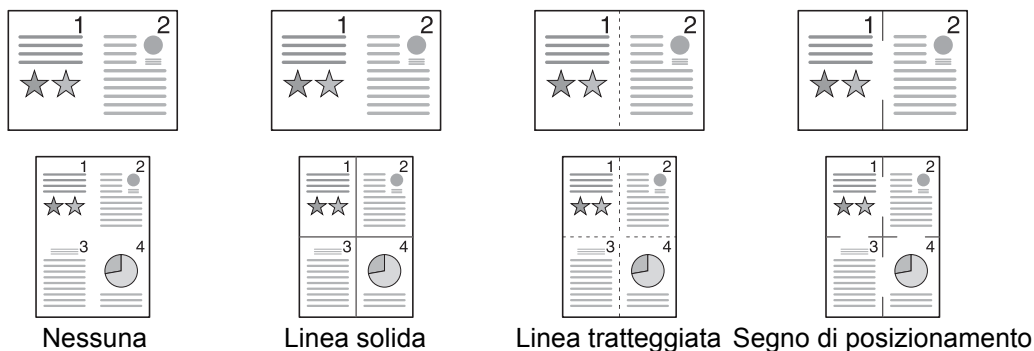 1 2 1 2 1 2 1 2
1 2 1 2 1 2 1 2
3 4 3 4 3 4 3 4
Nessuna Linea solida Linea tratteggiata Segno di posizionamento